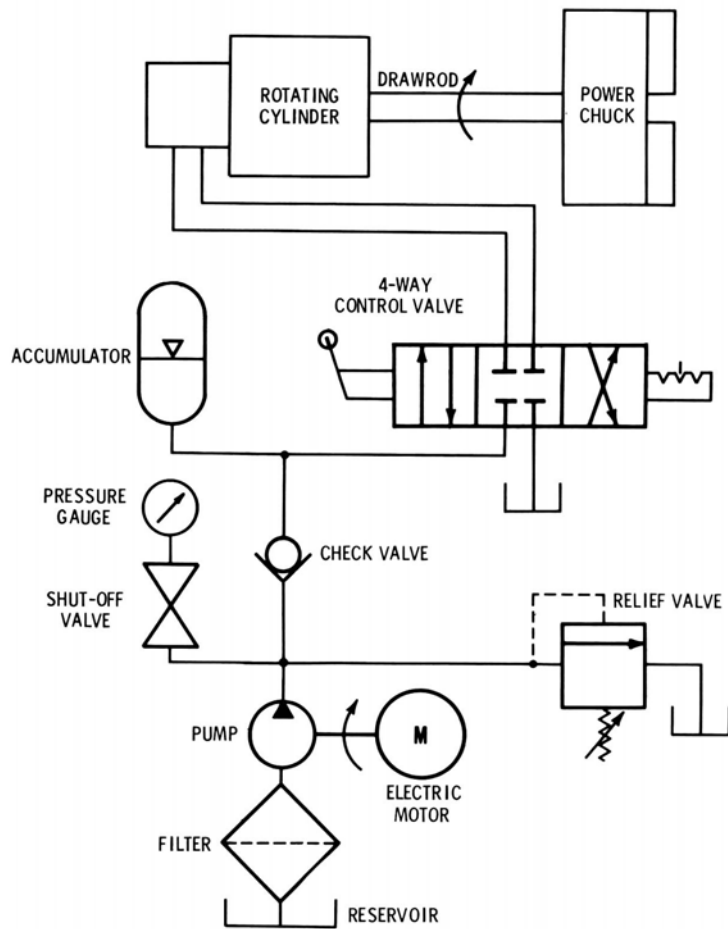 DRAWROD
ROTATING
CYLINDER
POWER
CHUCK
4-WAY
CONTROL VALVE
ACCUMULATOR
PRESSURE
GAUGE
CHECK VALVE
SHUT-OFF
VALVE
RELIEF VALVE
PUMP
M
ELECTRIC
MOTOR
FILTER
RESERVOIR